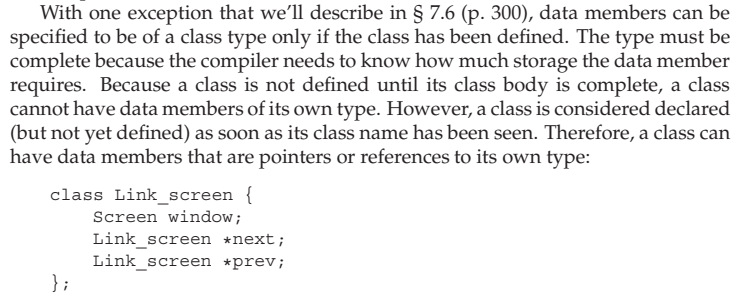 With one exception that we’ll describe in § 7.6 (p. 300), data members can be
specified to be of a class type only if the class has been defined. The type must be
complete because the compiler needs to know how much storage the data member
requires. Because a class is not defined until its class body is complete, a class
cannot have data members of its own type. However, a class is considered declared
(but not yet defined) as soon as its class name has been seen. Therefore, a class can
have data members that are pointers or references to its own type:
class Link_screen {
    Screen window;
    Link_screen *next;
    Link_screen *prev;
};